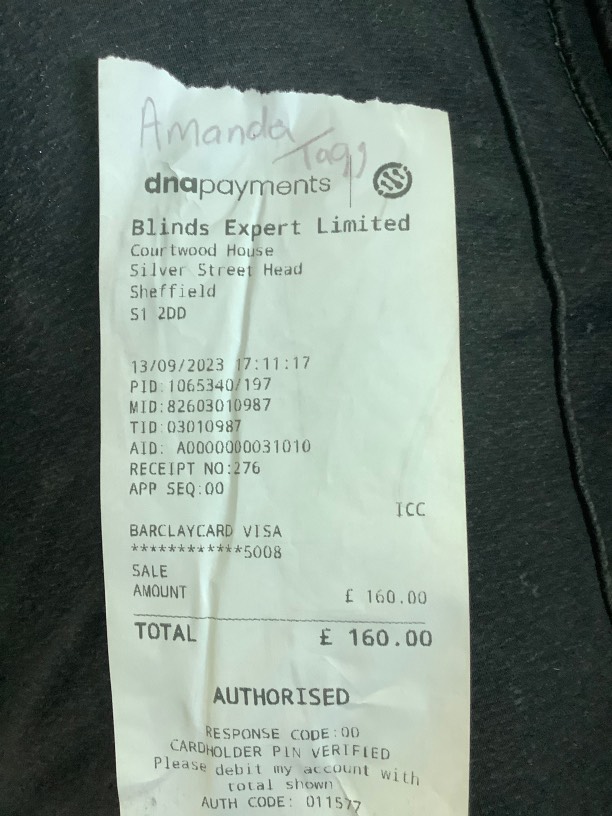 Amanda
Tagg
dnapayments
Blinds Expert Limited
Courtwood House
Silver Street Head
Sheffield
S1 2DD
13/09/2023 17:11:17
PID:1065340/197
MID:82603010987
TID:03010987
AID: A0000000031010
RECEIPT NO:276
APP SEQ:00
ICC
BARCLAYCARD VISA
************5008
SALE
AMOUNT £ 160.00
TOTAL £ 160.00
AUTHORISED
RESPONSE CODE:00
CARDHOLDER PIN VERIFIED
Please debit my account with
total shown
AUTH CODE: 011577